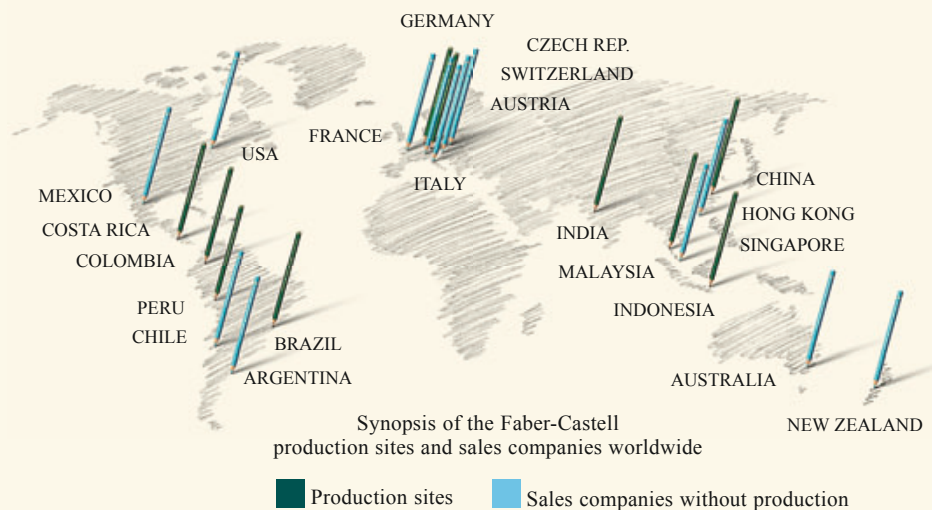 GERMANY
CZECH REP.
SWITZERLAND
AUSTRIA
FRANCE
USA
ITALY
MEXICO
CHINA
COSTA RICA
HONG KONG
INDIA
SINGAPORE
COLOMBIA
MALAYSIA
PERU
INDONESIA
CHILE
BRAZIL
ARGENTINA
AUSTRALIA
NEW ZEALAND
Synopsis of the Faber-Castell
production sites and sales companies worldwide
Production sites
Sales companies without production